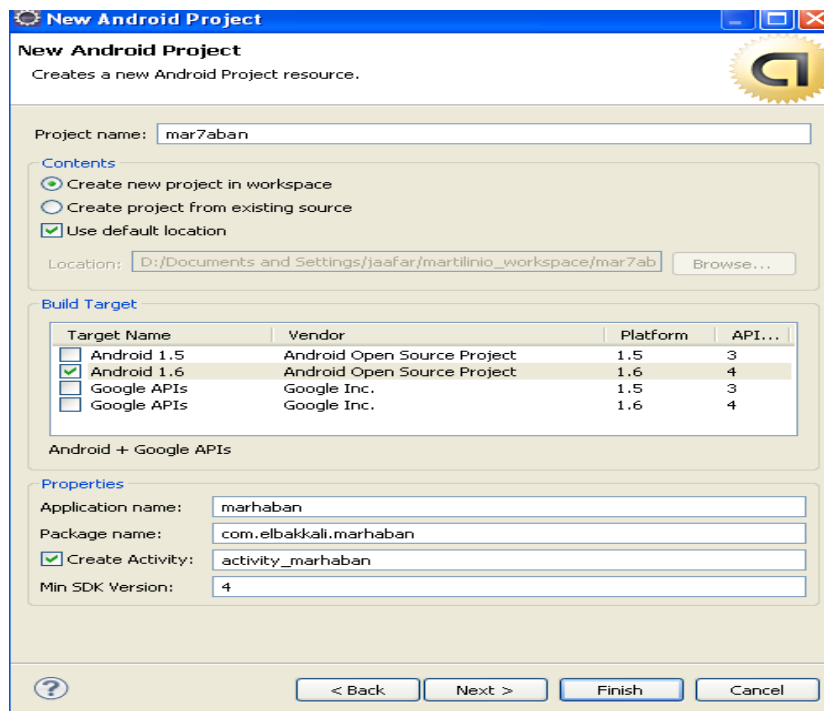 New Android Project
New Android Project
Creates a new Android Project resource.
Project name: mar7aban
Contents
Create new project in workspace
Create project from existing source
Use default location
Location: D:/Documents and Settings/jaafar/martilinio_workspace/mar7ab Browse...
Build Target
Target Name Vendor Platform API...
Android 1.5 Android Open Source Project 1.5 3
Android 1.6 Android Open Source Project 1.6 4
Google APIs Google Inc. 1.5 3
Google APIs Google Inc. 1.6 4
Android + Google APIs
Properties
Application name: marhaban
Package name: com.elbakkali.marhaban
Create Activity: activity_marhaban
Min SDK Version: 4
? < Back Next > Finish Cancel